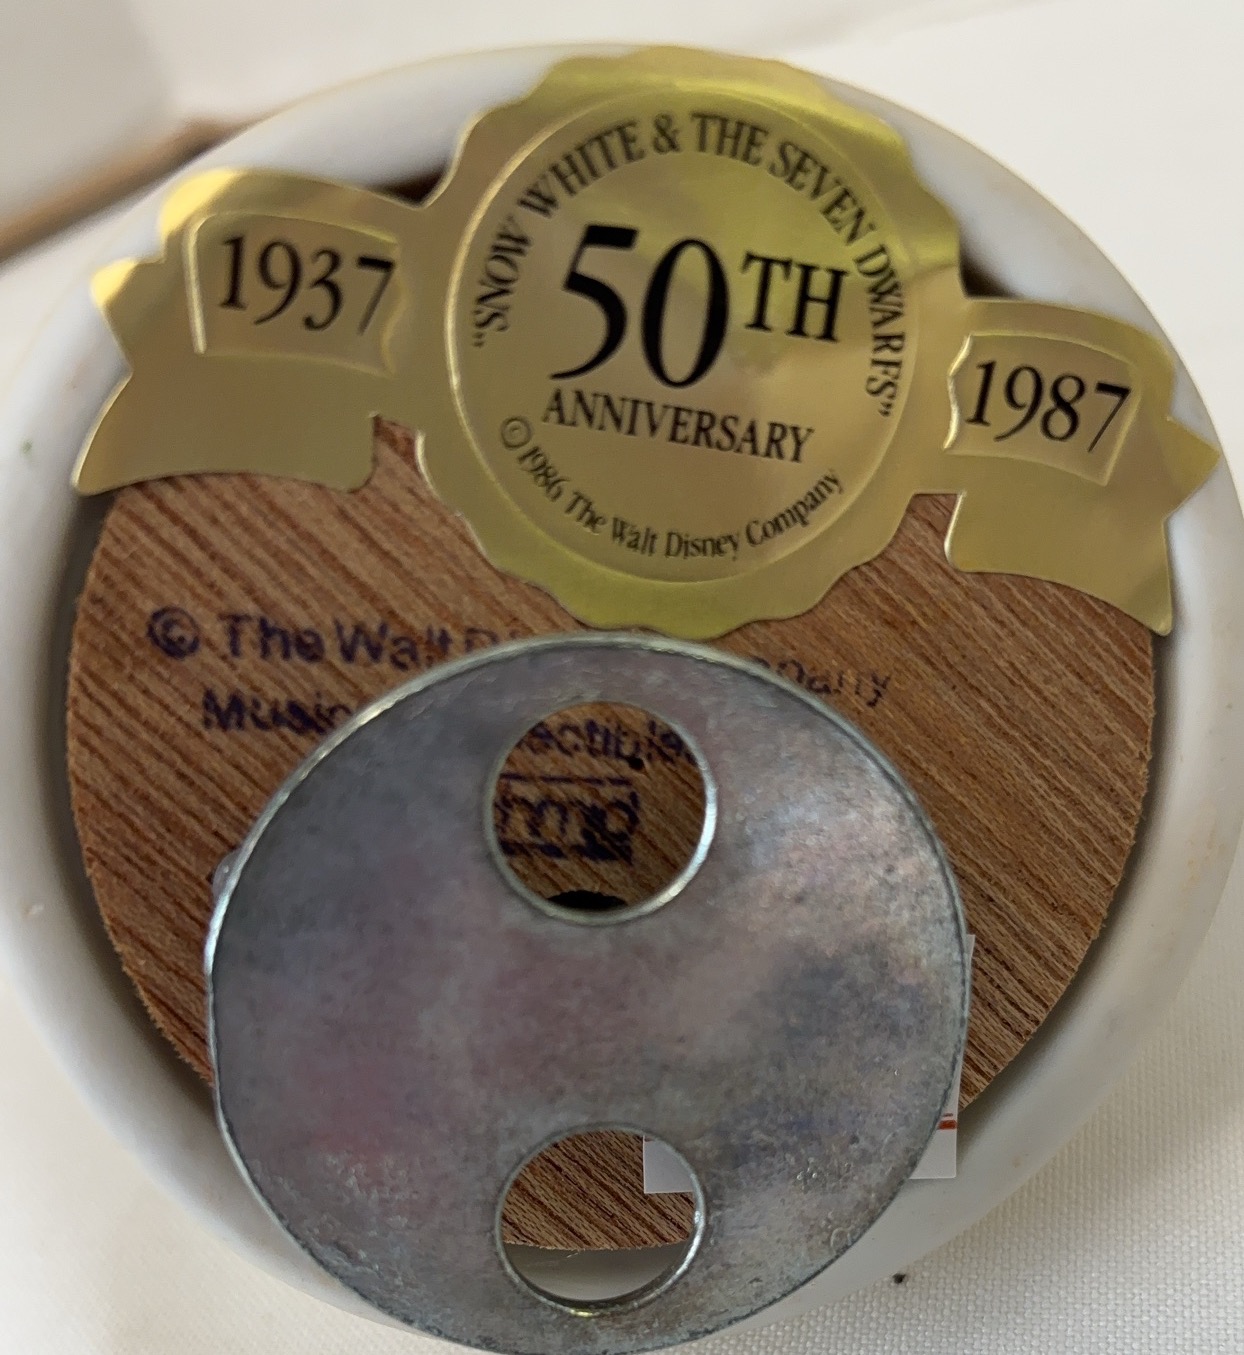 1937
"SNOW WHITE & THE SEVEN DWARFS"
50TH
ANNIVERSARY
© 1986 The Walt Disney Company
1987
© The Walt